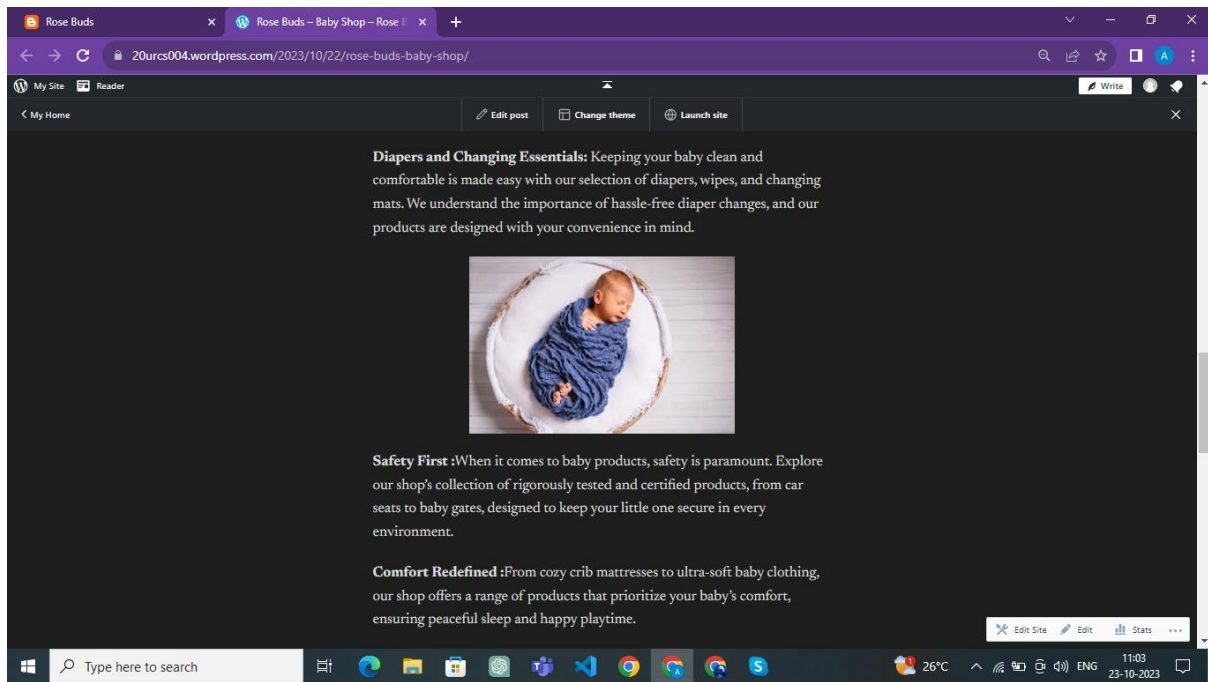 Rose Buds
Rose Buds – Baby Shop – Rose B
20urcs004.wordpress.com/2023/10/22/rose-buds-baby-shop/
A
My Site Reader Write
My Home Edit post Change theme Launch site
Diapers and Changing Essentials: Keeping your baby clean and
comfortable is made easy with our selection of diapers, wipes, and changing
mats. We understand the importance of hassle-free diaper changes, and our
products are designed with your convenience in mind.
Safety First :When it comes to baby products, safety is paramount. Explore
our shop’s collection of rigorously tested and certified products, from car
seats to baby gates, designed to keep your little one secure in every
environment.
Comfort Redefined :From cozy crib mattresses to ultra-soft baby clothing,
our shop offers a range of products that prioritize your baby’s comfort,
ensuring peaceful sleep and happy playtime.
Edit Site Edit Stats
Type here to search
26°C
ENG
11:03
23-10-2023